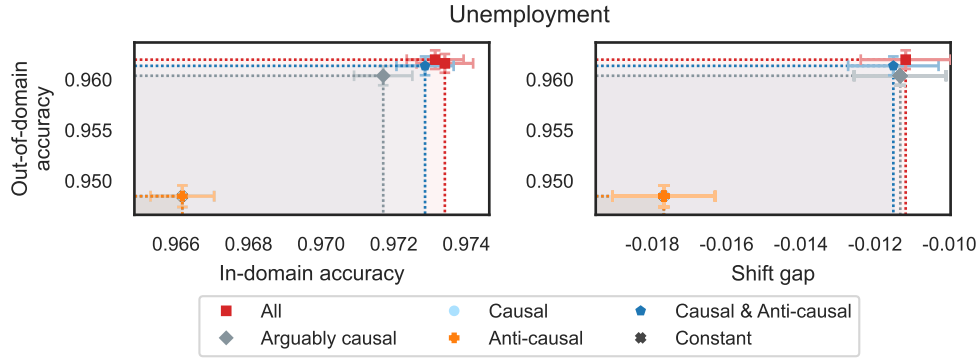 Unemployment
Out-of-domain
accuracy
0.960
0.955
0.950
0.966 0.968 0.970 0.972 0.974
In-domain accuracy
0.960
0.955
0.950
-0.018 -0.016 -0.014 -0.012 -0.010
Shift gap
All Causal Causal & Anti-causal
Arguably causal Anti-causal Constant